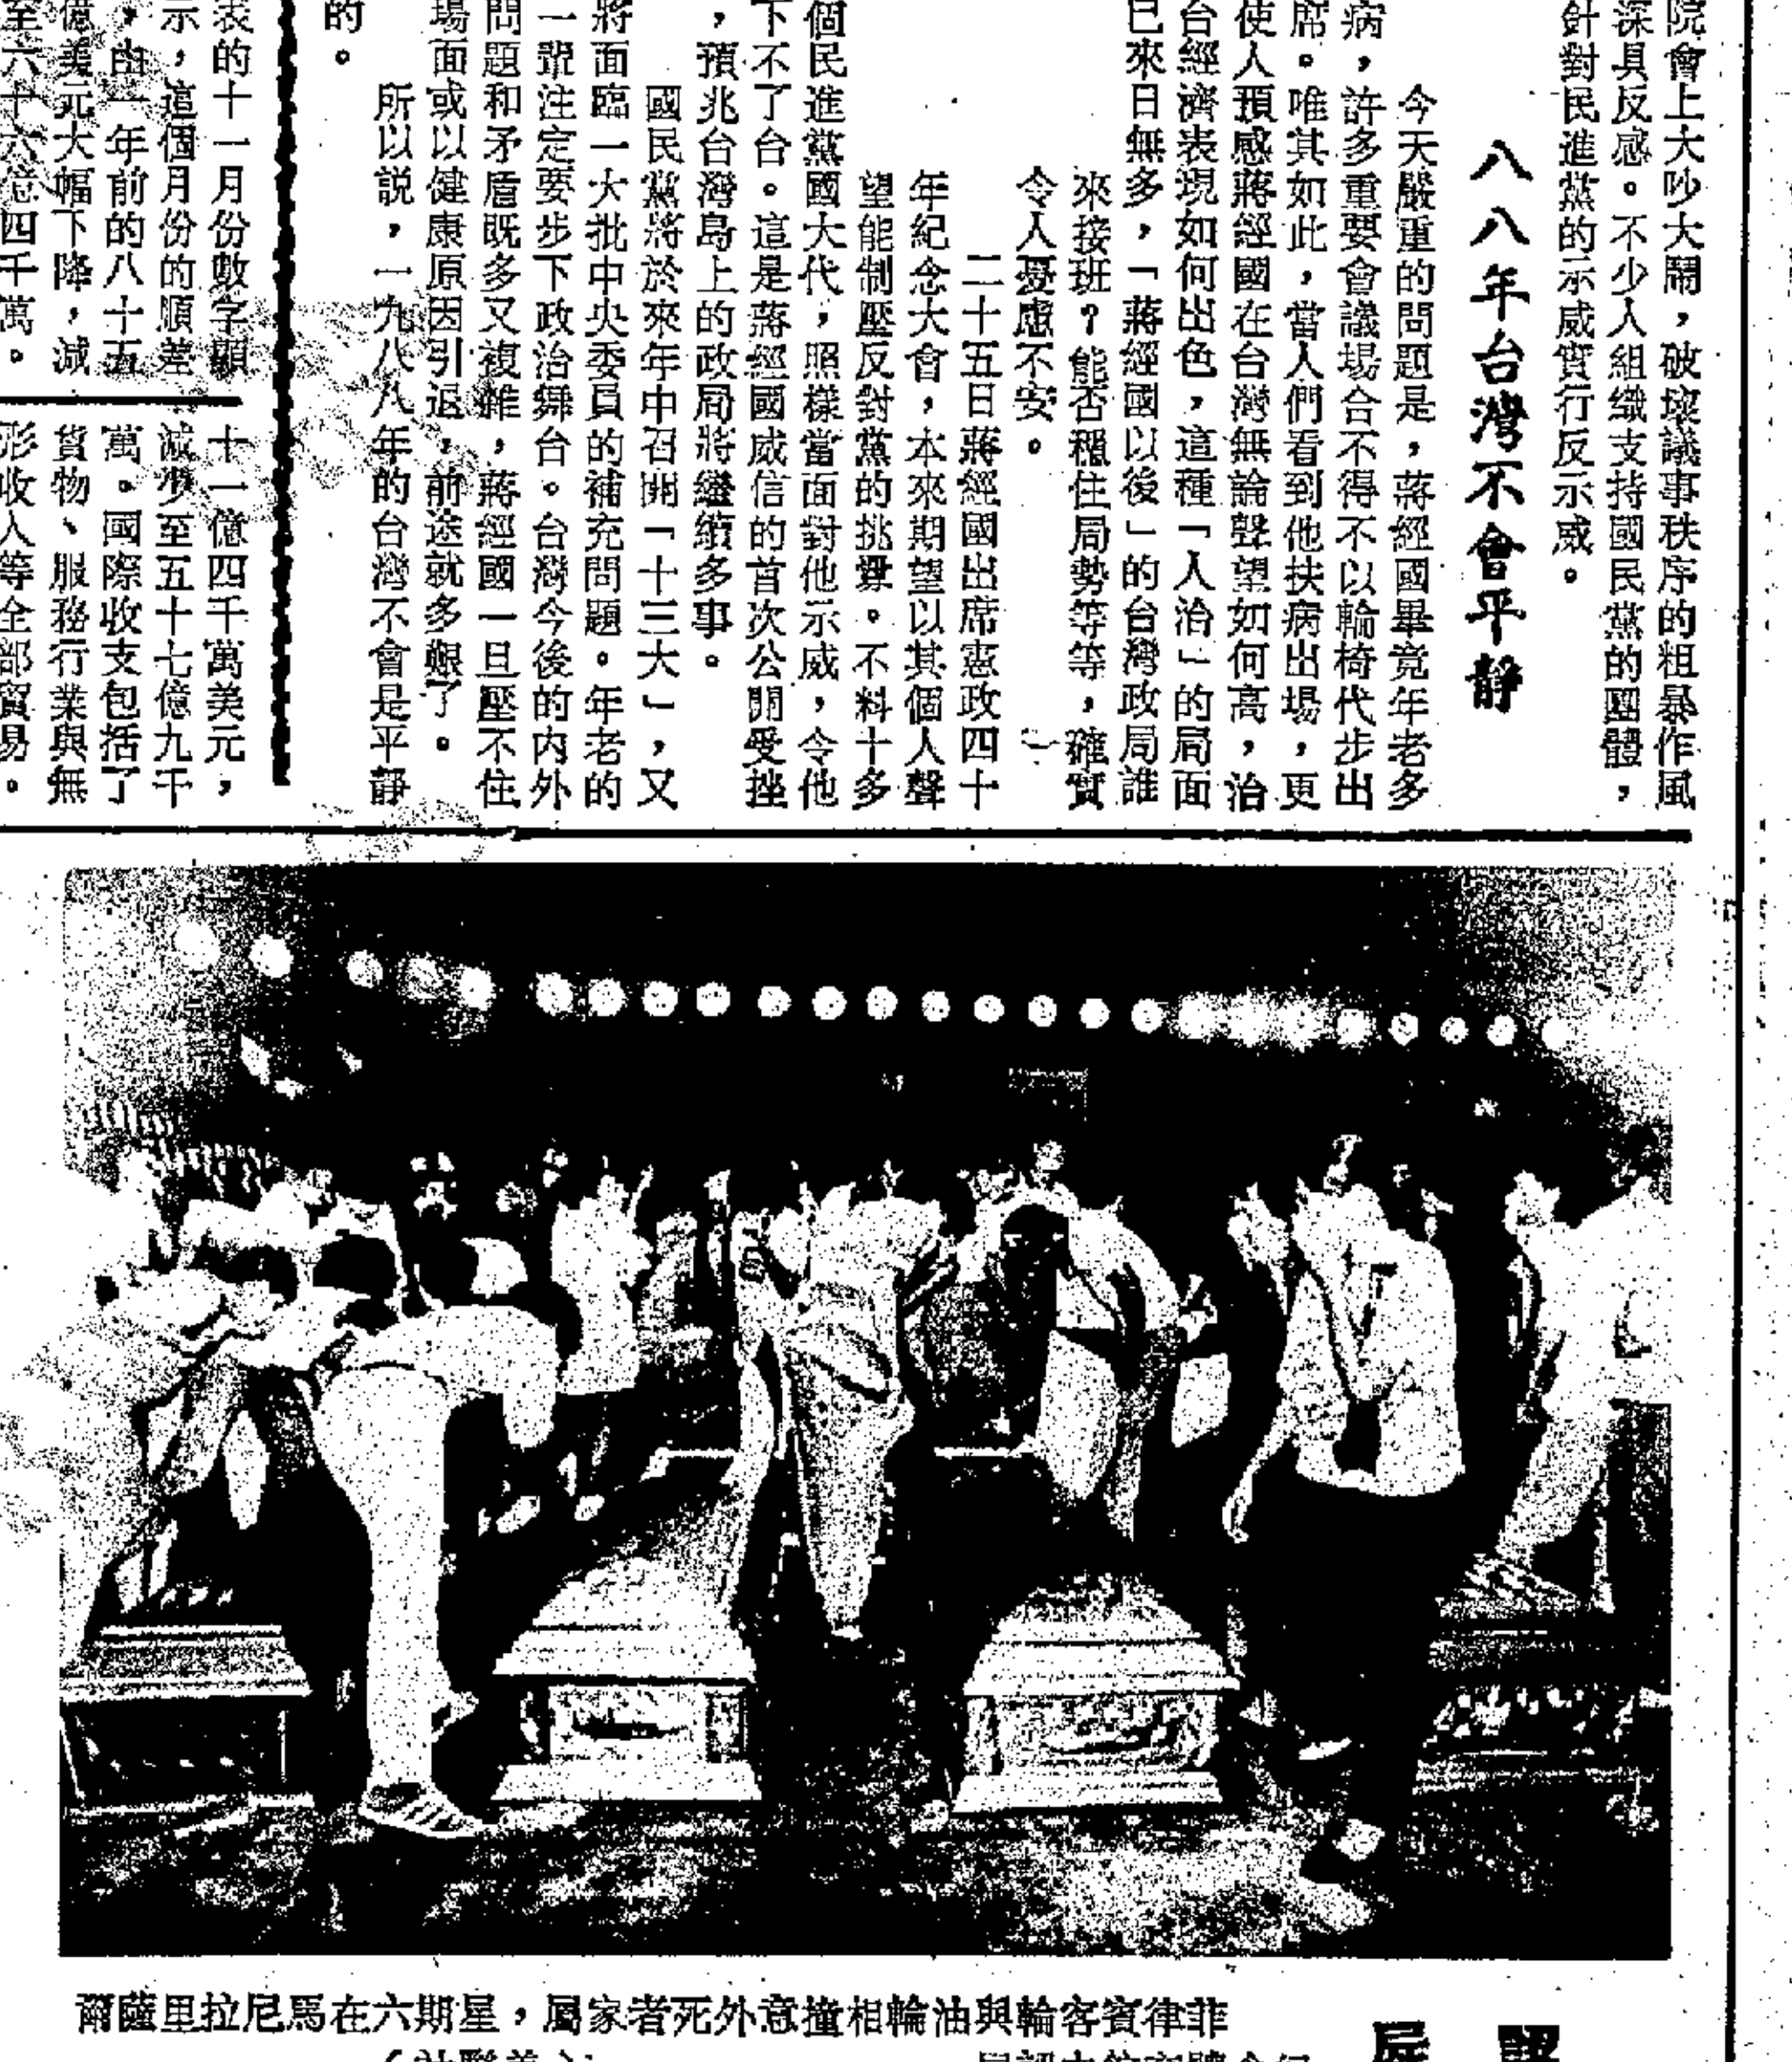 院會上大吵大鬧，破壞議事秩序的粗暴作風
深具反感。不少人組織支持國民黨的團體，
針對民進黨的示威實行反示威。
八八年台灣不會平靜
今天嚴重的問題是，蔣經國畢竟年老多
病，許多重要會議場合不得不以輪椅代步出
席。唯其如此，當人們看到他扶病出場，更
使人預感蔣經國在台灣無論聲望如何高，治
台經濟表現如何出色，這種「人治」的局面
已來日無多，「蔣經國以後」的台灣政局誰
來接班？能否穩住局勢等等，確實
令人憂慮不安。
二十五日蔣經國出席憲政四十
年紀念大會，本來期望以其個人聲
望能制壓反對黨的挑釁。不料十多
個民進黨國大代，照樣當面對他示威，令他
下不了台。這是蔣經國威信的首次公開受挫
，預兆台灣島上的政局將繼續多事。
國民黨將於來年中召開「十三大」，又
將面臨一大批中央委員的補充問題。年老的
一輩注定要步下政治舞台。台灣今後的內外
問題和矛盾既多又複雜，蔣經國一旦壓不住
場面或以健康原因引退，前途就多艱了。
所以説，一九八八年的台灣不會是平靜
的。
表的十一月份數字顯
示，這個月份的順差
，由一年前的八十五
億美元大幅下降，減
至六十六億四千萬。
十一億四千萬美元，
減少至五十七億九千
萬。國際收支包括了
貨物、服務行業與無
形收入等全部貿易。
爾薩里拉尼馬在六期星，屬家者死外意撞相輪油與輪客賓律菲